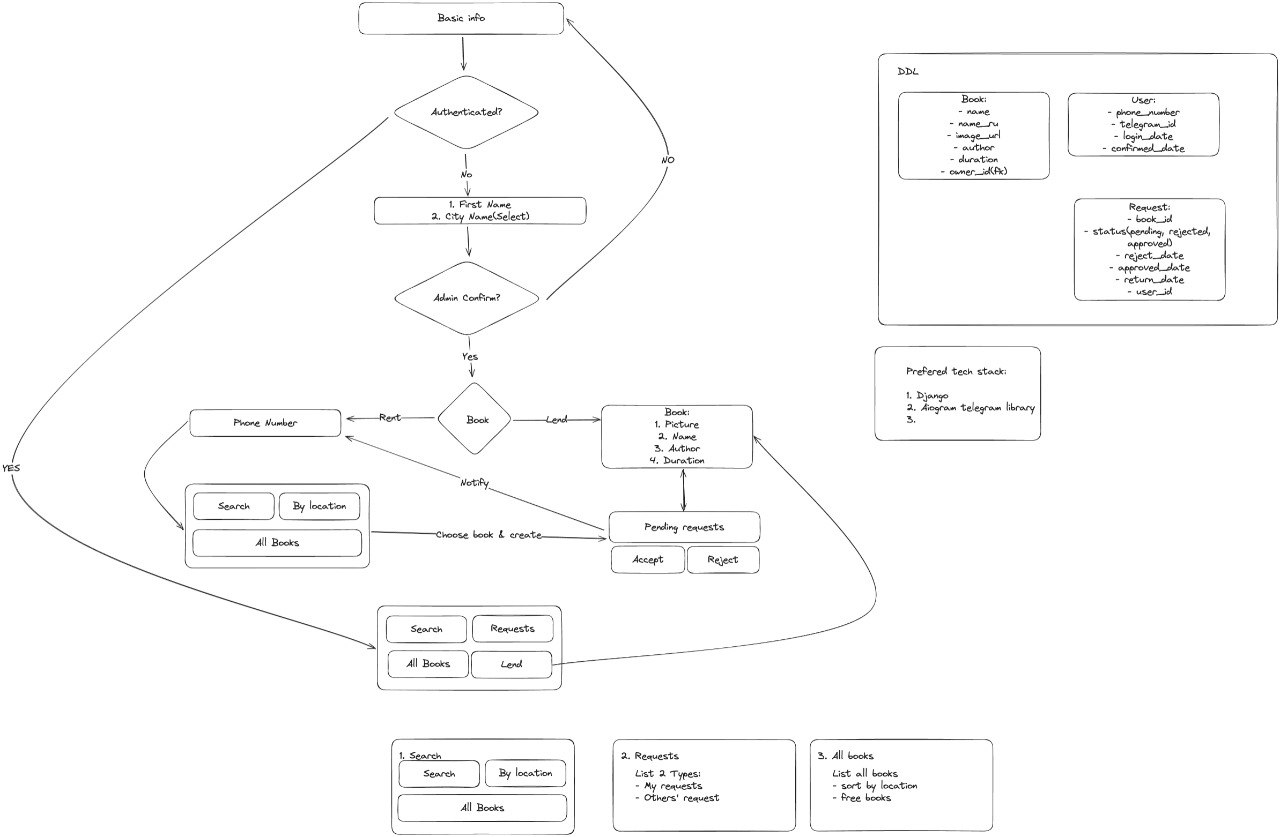 Basic info
Authenticated?
No
1. First Name
2. City Name(Select)
NO
Admin Confirm?
Yes
Book
Rent
Lend
Phone Number
Book:
1. Picture
2. Name
3. Author
4. Duration
YES
Notify
Search
By location
All Books
Choose book & create
Pending requests
Accept
Reject
Search
Requests
All Books
Lend
1. Search
Search
By location
All Books
2. Requests
List 2 Types:
- My requests
- Others' request
3. All books
List all books
- sort by location
- free books
DDL
Book:
- name
- name_ru
- image_url
- author
- duration
- owner_id(fk)
User:
- phone_number
- telegram_id
- login_date
- confirmed_date
Request:
- book_id
- status(pending, rejected,
approved)
- reject_date
- approved_date
- return_date
- user_id
Prefered tech stack:
1. Django
2. Aiogram telegram library
3.